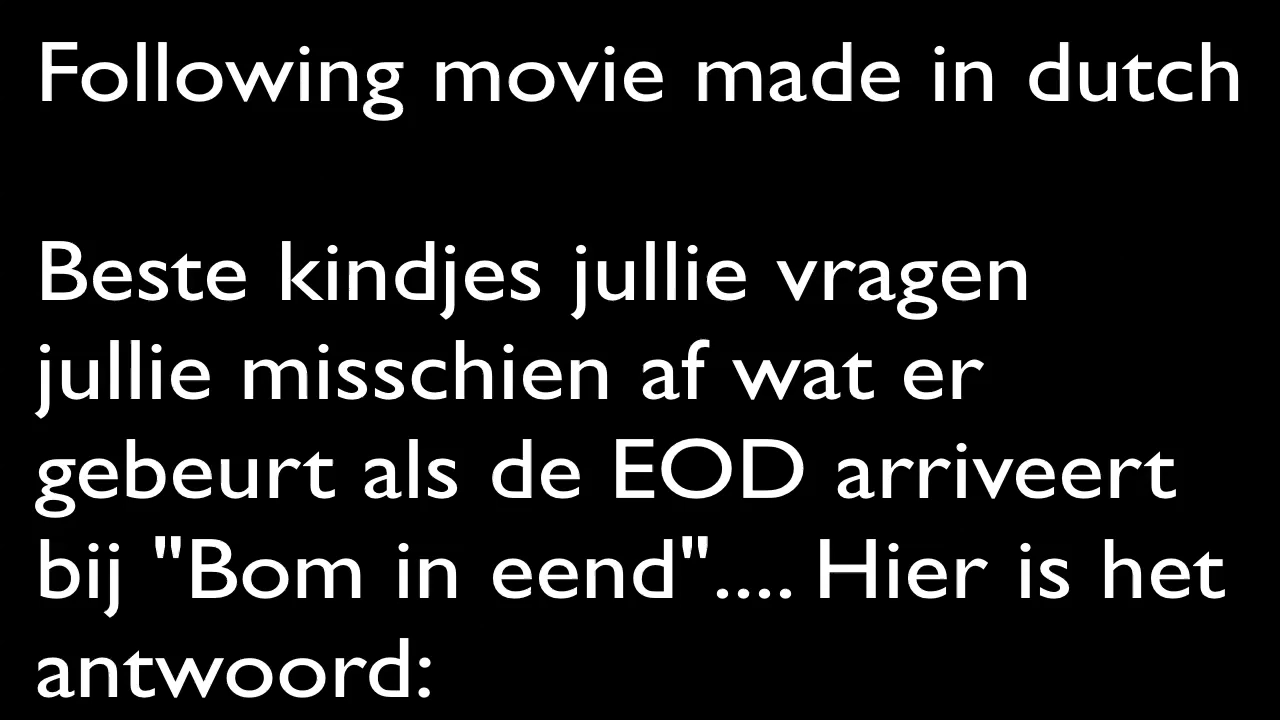 Following movie made in dutch
Beste kindjes jullie vragen
jullie misschien af wat er
gebeurt als de EOD arriveert
bij "Bom in eend".... Hier is het
antwoord: